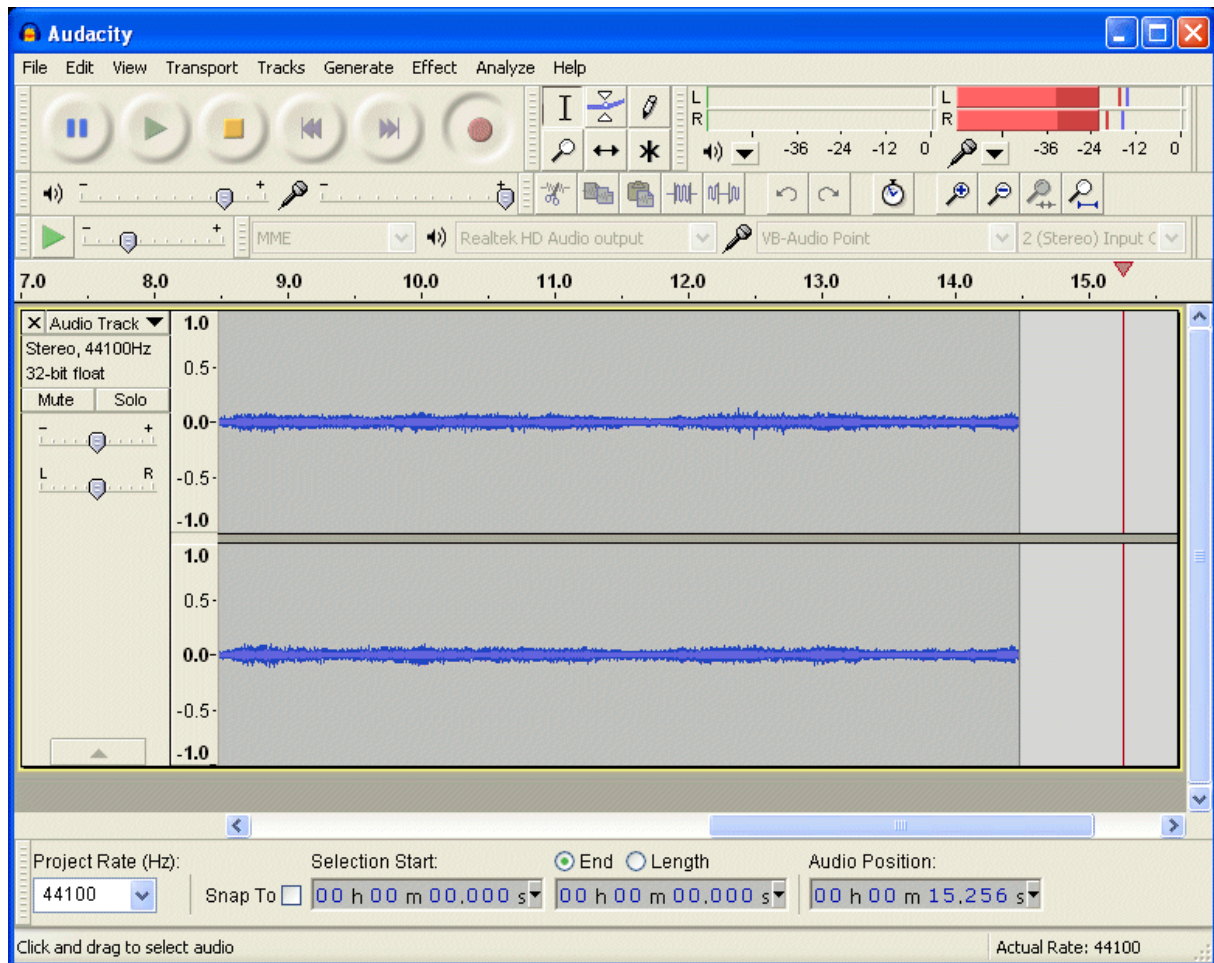 Audacity
File Edit View Transport Tracks Generate Effect Analyze Help
L
R
-36 -24 -12 0
L
R
-36 -24 -12 0
- +
-
- + MME Realtek HD Audio output VB-Audio Point 2 (Stereo) Input C
7.0 8.0 9.0 10.0 11.0 12.0 13.0 14.0 15.0
X Audio Track
Stereo, 44100Hz
32-bit float
Mute Solo
- +
L R
1.0
0.5-
0.0-
-0.5-
-1.0
1.0
0.5-
0.0-
-0.5-
-1.0
Project Rate (Hz): Selection Start: End Length Audio Position:
44100 Snap To 00 h 00 m 00.000 s 00 h 00 m 00.000 s 00 h 00 m 15.256 s
Click and drag to select audio Actual Rate: 44100